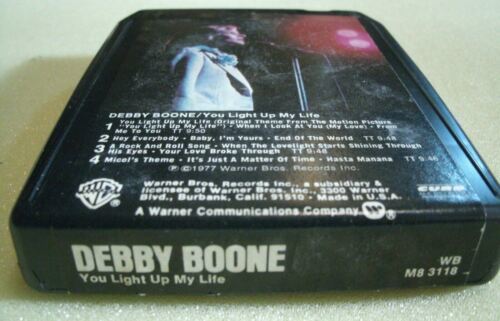 DEBBY BOONE/You Light Up My Life
1 You Light Up My Life (Original Theme From The Motion Picture
"You Light Up My Life") - When I Look At You (My Love) - From
Me To You TT 9:50
2 Hey Everybody - Baby, I'm Yours - End Of The World TT 9:48
3 A Rock And Roll Song - When The Lovelight Starts Shining Through
His Eyes - Your Love Broke Through TT 9:48
4 Micol's Theme - It's Just A Matter Of Time - Hasta Manana TT 9:46
℗©1977 Warner Bros. Records Inc.
Warner Bros. Records Inc., a subsidiary &
licensee of Warner Bros. Inc., 3300 Warner
Blvd., Burbank, Calif. 91510 • Made in U.S.A.
CURB
A Warner Communications Company
DEBBY BOONE
You Light Up My Life
WB
M8 3118